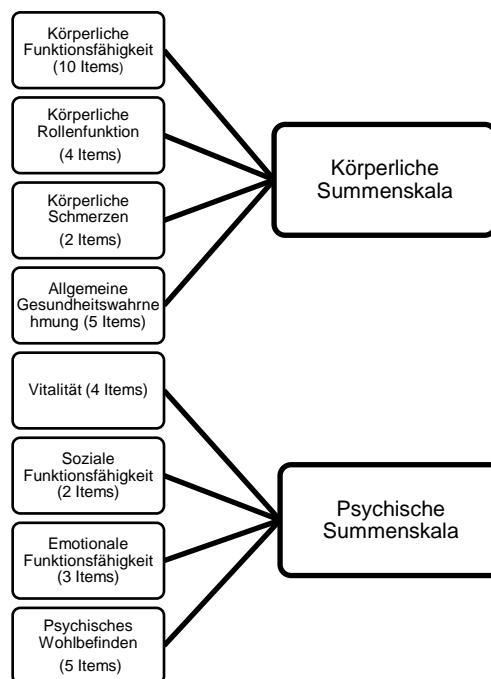 Körperliche
Funktionsfähigkeit
(10 Items)
Körperliche
Rollenfunktion
(4 Items)
Körperliche
Schmerzen
(2 Items)
Allgemeine
Gesundheitswahrne
hmung (5 Items)
Vitalität (4 Items)
Soziale
Funktionsfähigkeit
(2 Items)
Emotionale
Funktionsfähigkeit
(3 Items)
Psychisches
Wohlbefinden
(5 Items)
Körperliche
Summenskala
Psychische
Summenskala